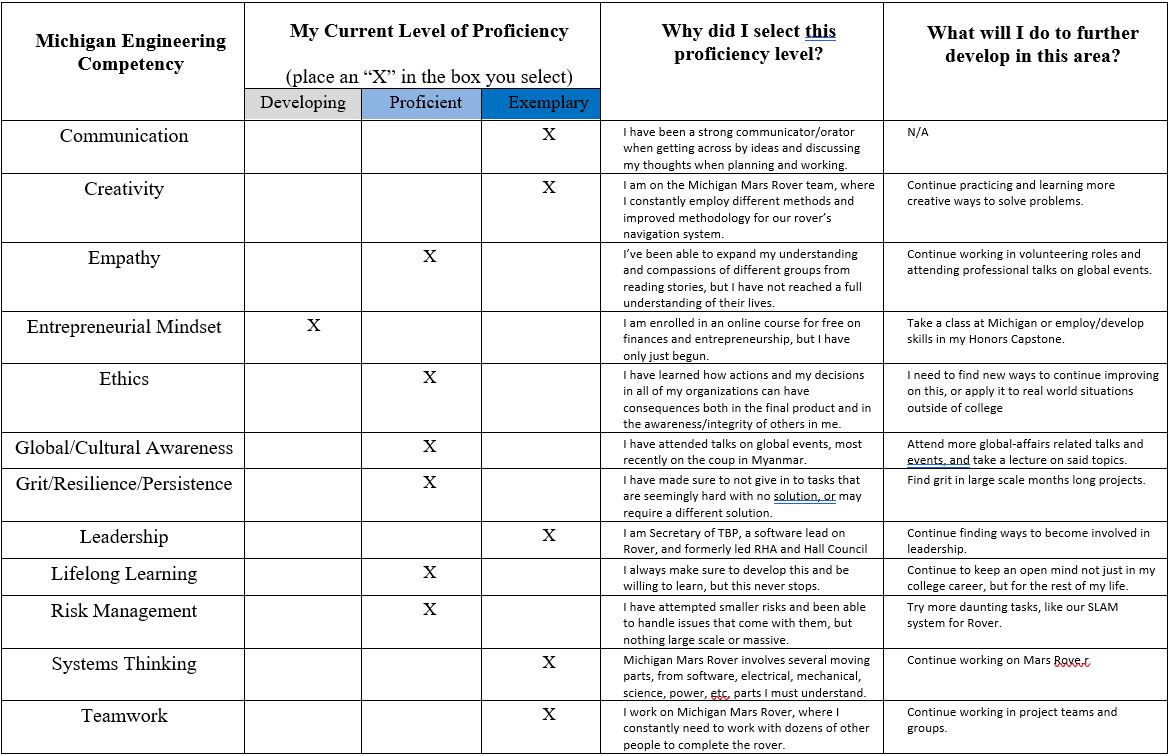 Michigan Engineering
Competency
My Current Level of Proficiency
(place an “X” in the box you select)
Developing
Proficient
Exemplary
Why did I select this
proficiency level?
What will I do to further
develop in this area?
Communication
X
I have been a strong communicator/orator
when getting across by ideas and discussing
my thoughts when planning and working.
N/A
Creativity
X
I am on the Michigan Mars Rover team, where
I constantly employ different methods and
improved methodology for our rover’s
navigation system.
Continue practicing and learning more
creative ways to solve problems.
Empathy
X
I’ve been able to expand my understanding
and compassions of different groups from
reading stories, but I have not reached a full
understanding of their lives.
Continue working in volunteering roles and
attending professional talks on global events.
Entrepreneurial Mindset
X
I am enrolled in an online course for free on
finances and entrepreneurship, but I have
only just begun.
Take a class at Michigan or employ/develop
skills in my Honors Capstone.
Ethics
X
I have learned how actions and my decisions
in all of my organizations can have
consequences both in the final product and in
the awareness/integrity of others in me.
I need to find new ways to continue improving
on this, or apply it to real world situations
outside of college
Global/Cultural Awareness
X
I have attended talks on global events, most
recently on the coup in Myanmar.
Attend more global-affairs related talks and
events, and take a lecture on said topics.
Grit/Resilience/Persistence
X
I have made sure to not give in to tasks that
are seemingly hard with no solution, or may
require a different solution.
Find grit in large scale months long projects.
Leadership
X
I am Secretary of TBP, a software lead on
Rover, and formerly led RHA and Hall Council
Continue finding ways to become involved in
leadership.
Lifelong Learning
X
I always make sure to develop this and be
willing to learn, but this never stops.
Continue to keep an open mind not just in my
college career, but for the rest of my life.
Risk Management
X
I have attempted smaller risks and been able
to handle issues that come with them, but
nothing large scale or massive.
Try more daunting tasks, like our SLAM
system for Rover.
Systems Thinking
X
Michigan Mars Rover involves several moving
parts, from software, electrical, mechanical,
science, power, etc, parts I must understand.
Continue working on Mars Rove,r.
Teamwork
X
I work on Michigan Mars Rover, where I
constantly need to work with dozens of other
people to complete the rover.
Continue working in project teams and
groups.